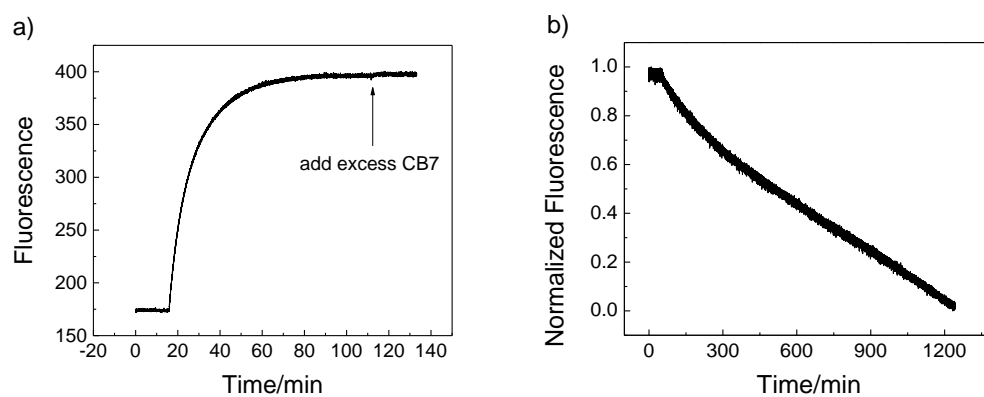 a)
Fluorescence
400
350
300
250
200
150
-20 0 20 40 60 80 100 120 140
Time/min
add excess CB7
b)
Normalized Fluorescence
1.0
0.8
0.6
0.4
0.2
0.0
0 300 600 900 1200
Time/min